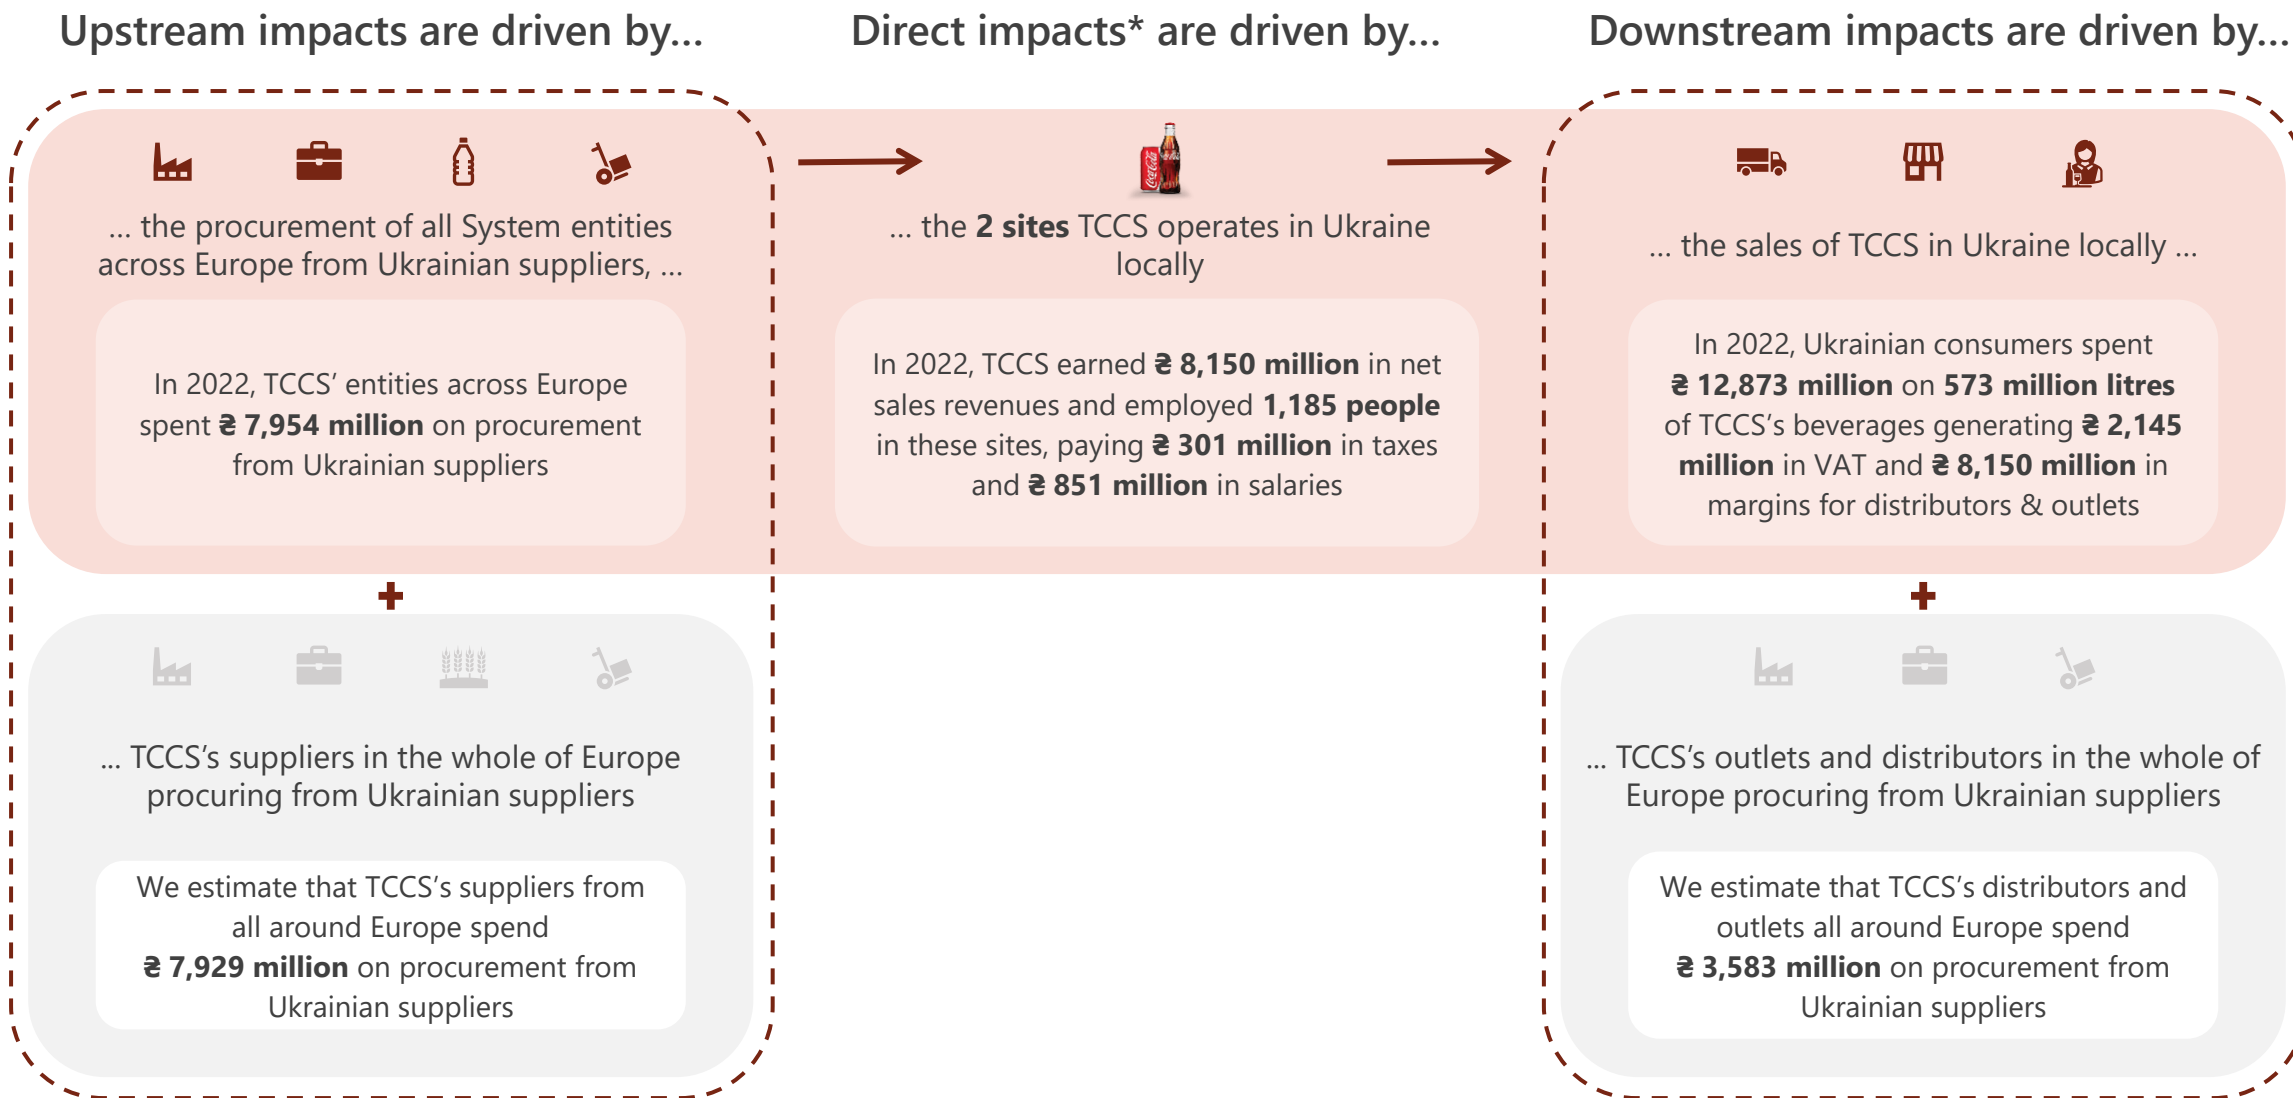 Upstream impacts are driven by...
... the procurement of all System entities
across Europe from Ukrainian suppliers, ...
In 2022, TCCS’ entities across Europe
spent ₴ 7,954 million on procurement
from Ukrainian suppliers
... TCCS’s suppliers in the whole of Europe
procuring from Ukrainian suppliers
We estimate that TCCS’s suppliers from
all around Europe spend
₴ 7,929 million on procurement from
Ukrainian suppliers
Direct impacts* are driven by...
... the 2 sites TCCS operates in Ukraine
locally
In 2022, TCCS earned ₴ 8,150 million in net
sales revenues and employed 1,185 people
in these sites, paying ₴ 301 million in taxes
and ₴ 851 million in salaries
Downstream impacts are driven by...
... the sales of TCCS in Ukraine locally ...
In 2022, Ukrainian consumers spent
₴ 12,873 million on 573 million litres
of TCCS’s beverages generating ₴ 2,145
million in VAT and ₴ 8,150 million in
margins for distributors & outlets
... TCCS’s outlets and distributors in the whole of
Europe procuring from Ukrainian suppliers
We estimate that TCCS’s distributors and
outlets all around Europe spend
₴ 3,583 million on procurement from
Ukrainian suppliers